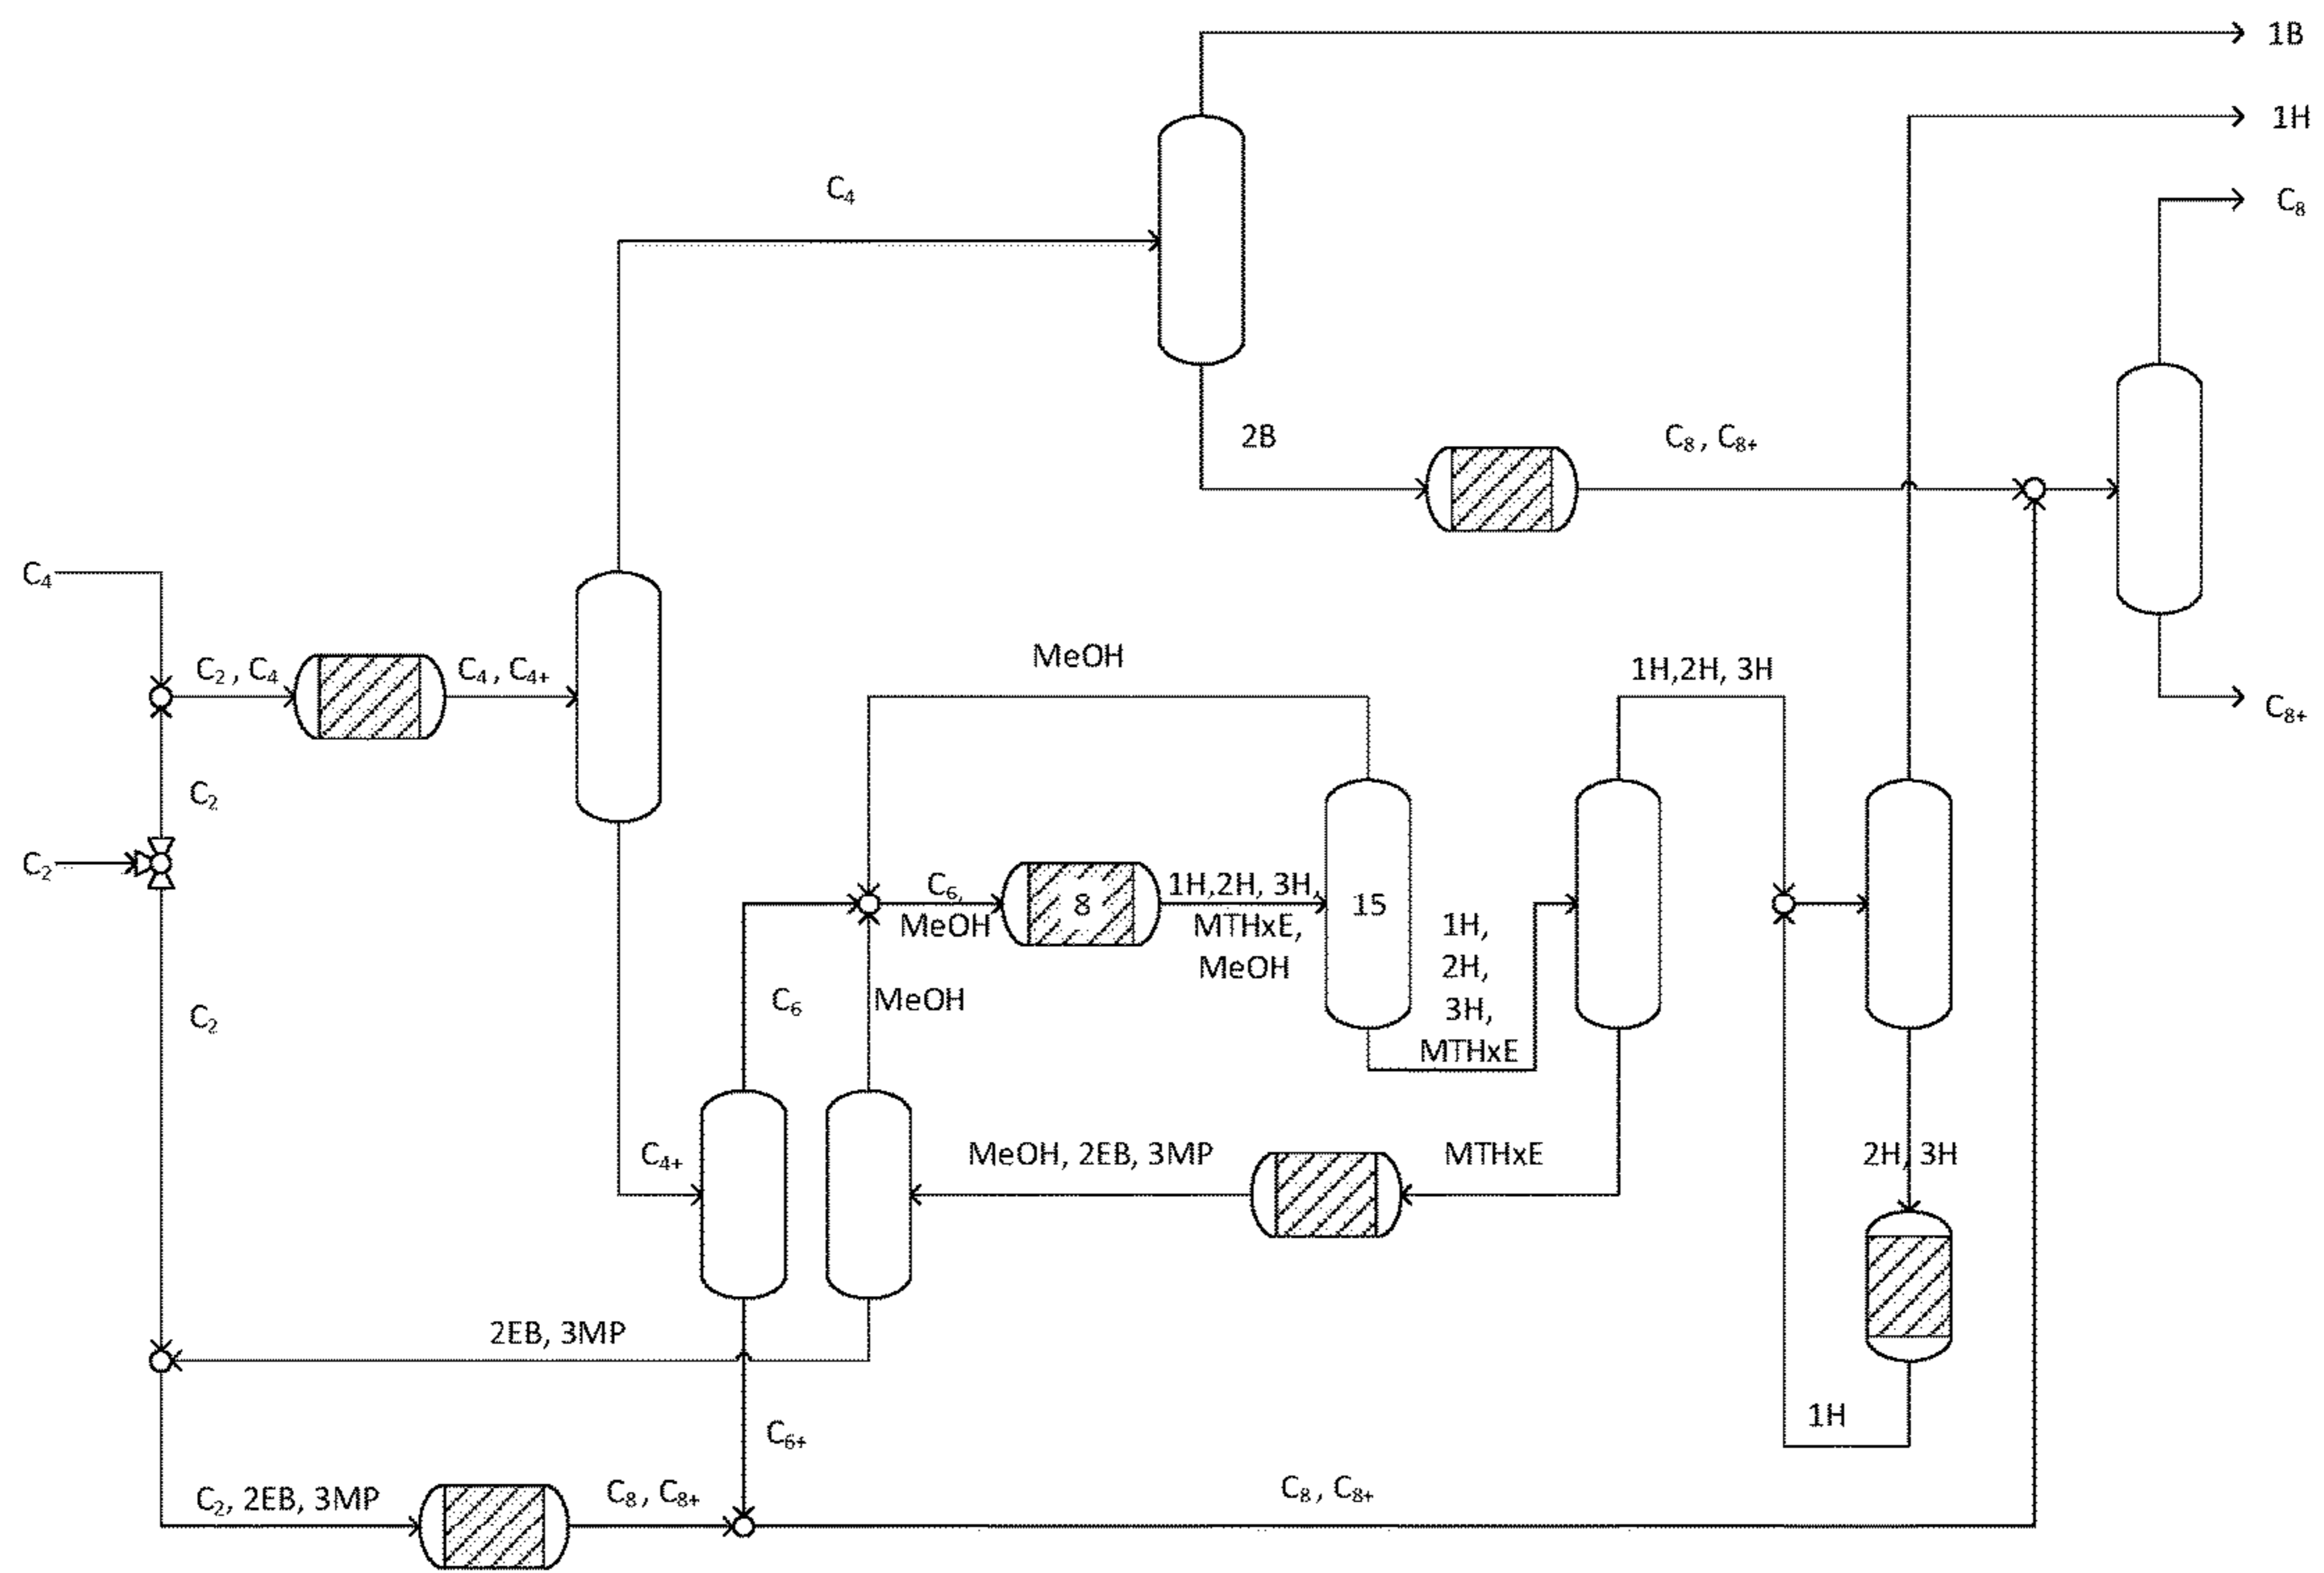 1B
1H
C₄
C₈
2B
C₈, C₈₊
C₄
MeOH
1H,2H, 3H
C₂, C₄
C₄, C₄₊
C₈₊
C₂
C₂
C₆,
MeOH
8
1H,2H, 3H,
MTHxE,
MeOH
15
1H,
2H,
3H,
MTHxE
C₆
MeOH
C₂
C₄₊
MeOH, 2EB, 3MP
MTHxE
2H, 3H
2EB, 3MP
C₆₊
1H
C₂, 2EB, 3MP
C₈, C₈₊
C₈, C₈₊